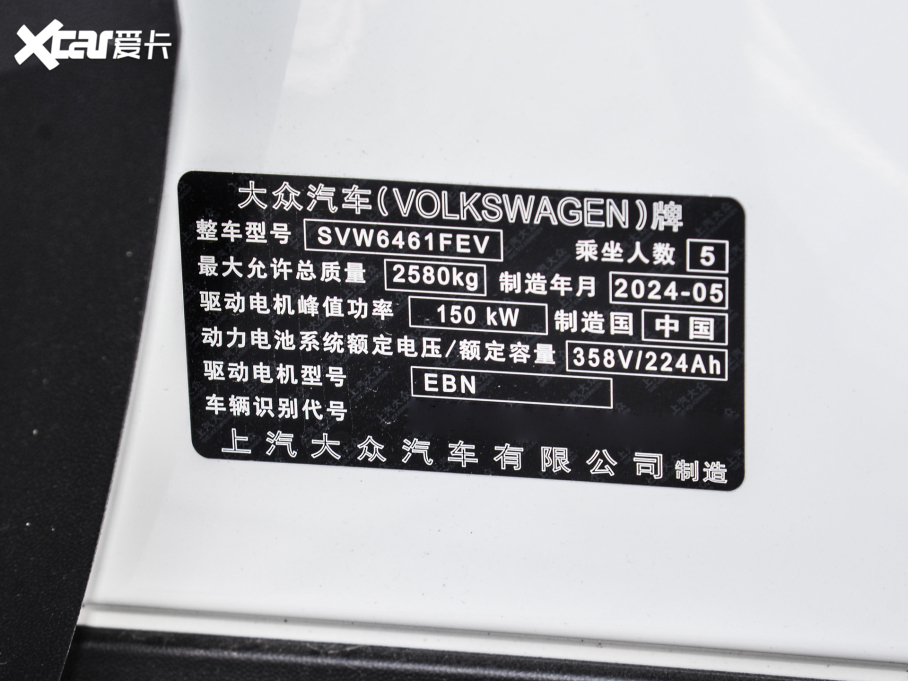 Xcar爱卡
大众汽车(VOLKSWAGEN)牌
整车型号 SVW6461FEV 乘坐人数 5
最大允许总质量 2580kg 制造年月 2024-05
驱动电机峰值功率 150 kW 制造国 中国
动力电池系统额定电压/额定容量 358V/224Ah
驱动电机型号 EBN
车辆识别代号
上汽大众汽车有限公司 制造